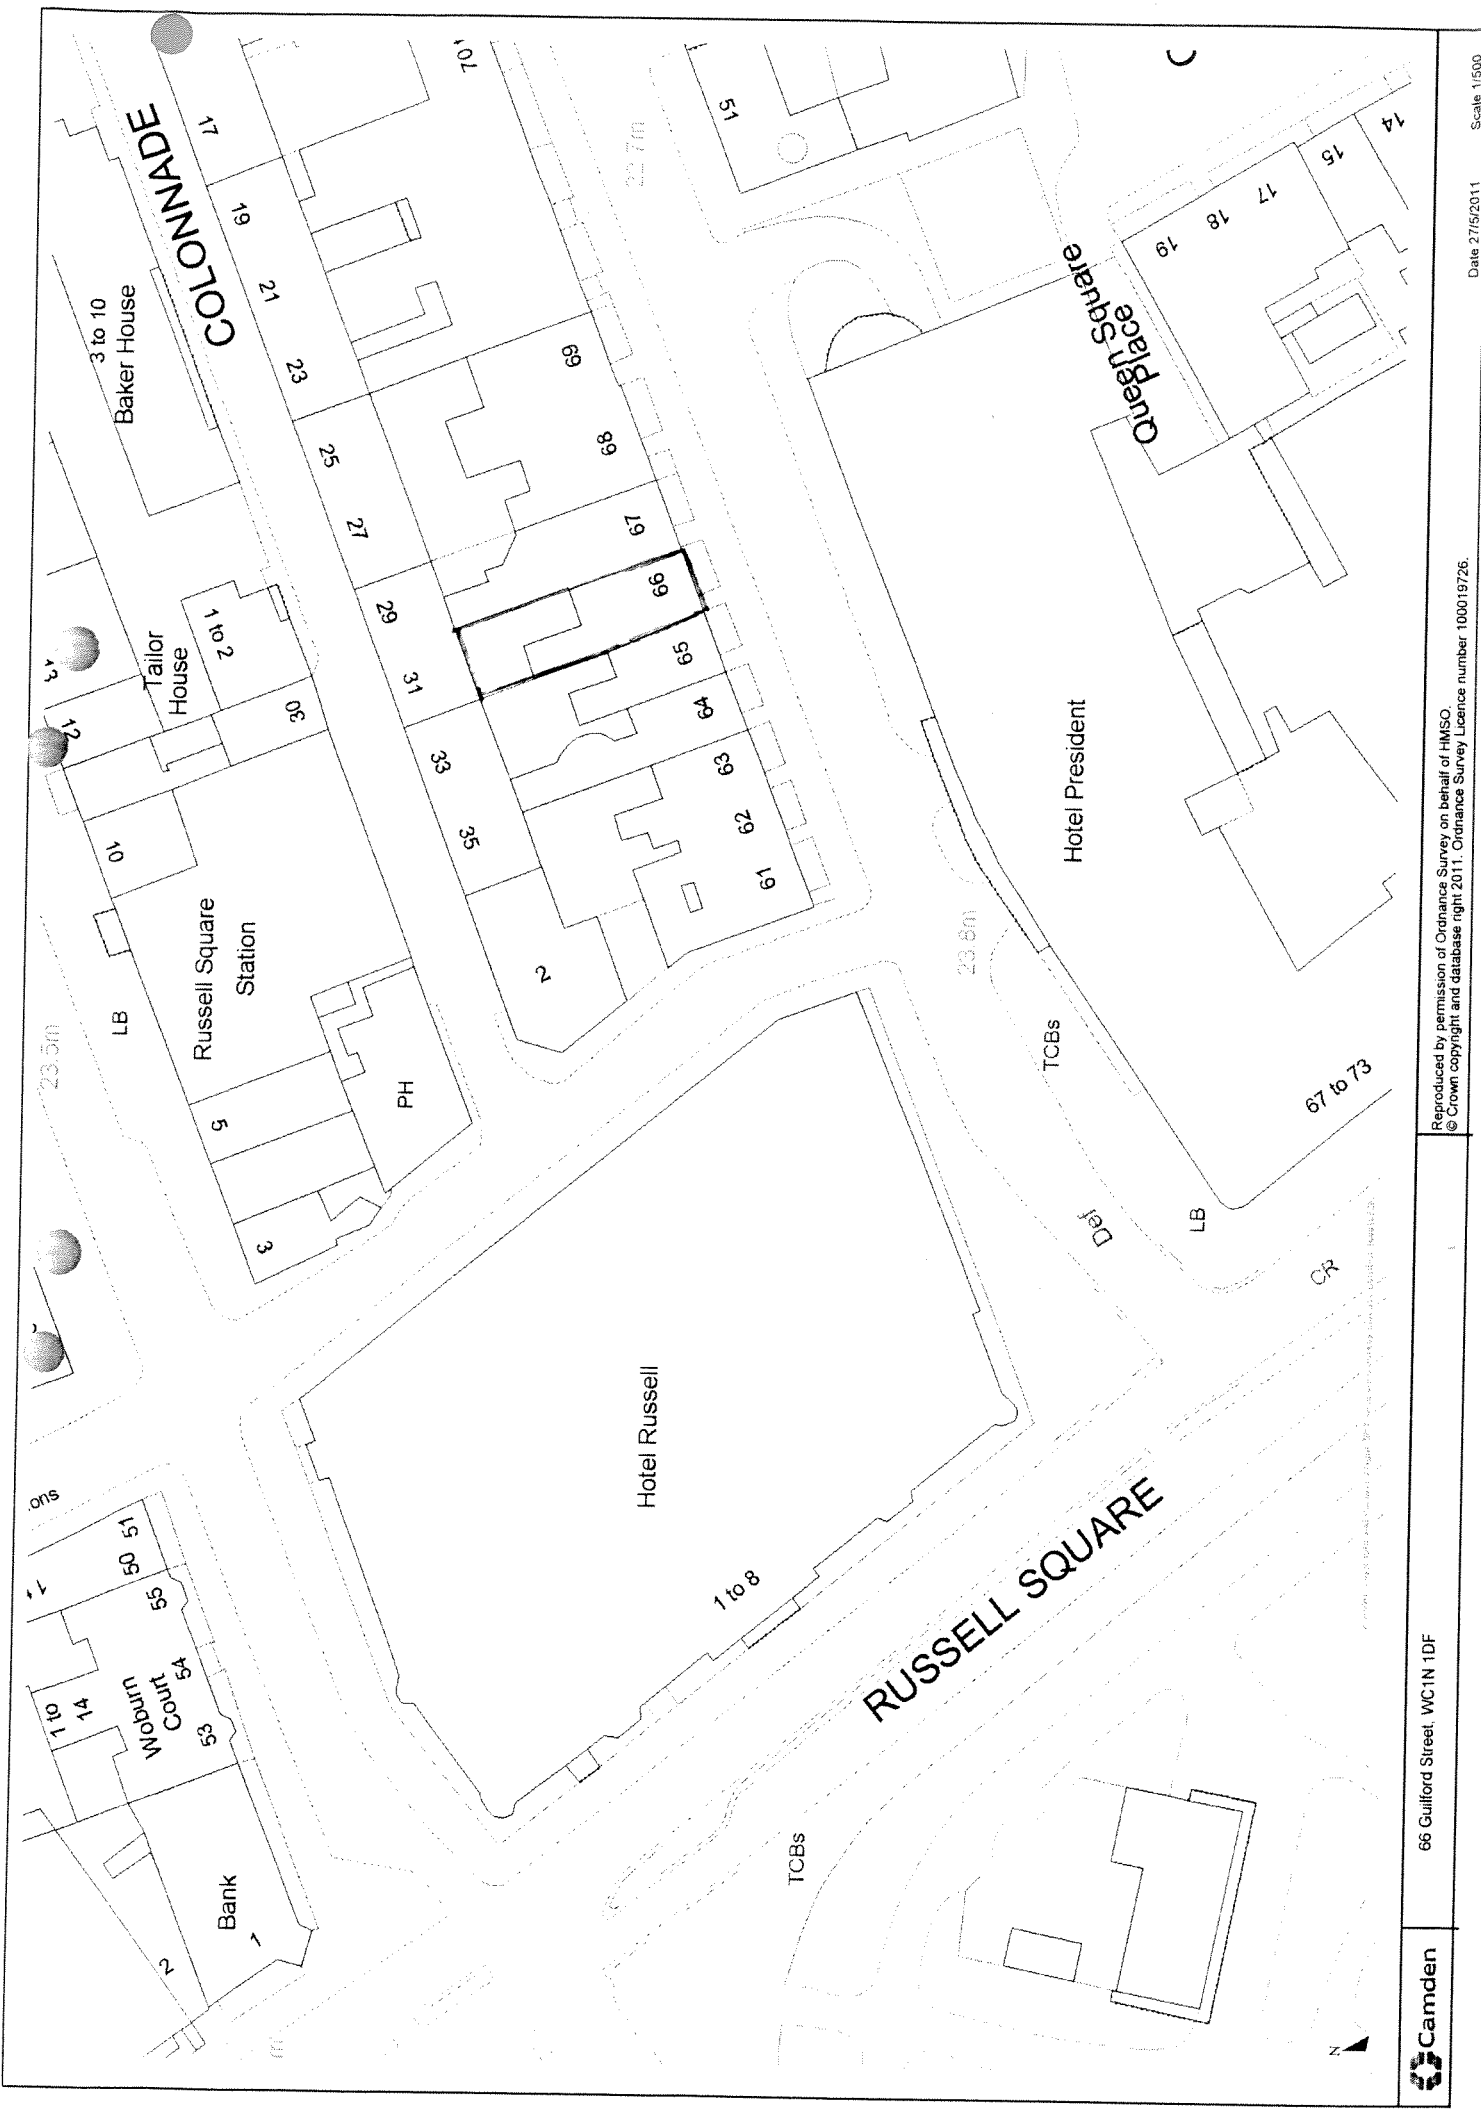 COLONNADE
17
19
21
23
25
27
29
31
33
35
2
3 to 10
Baker House
Tailor
House
1 to 2
30
12
10
LB
Russell Square
Station
23.5m
5
PH
3
70
69
68
67
66
65
64
63
62
61
22.7m
51
Queen Square
Place
19
18
17
15
14
Hotel President
23.8m
TCBs
67 to 73
LB
Def
CR
Hotel Russell
1 to 8
RUSSELL SQUARE
TCBs
ons
51
50
55
54
53
Woburn
Court
1 to
14
Bank
1
2
N
Camden
66 Guilford Street, WC1N 1DF
Reproduced by permission of Ordnance Survey on behalf of HMSO.
© Crown copyright and database right 2011. Ordnance Survey Licence number 100019726.
Date 27/5/2011
Scale 1/500